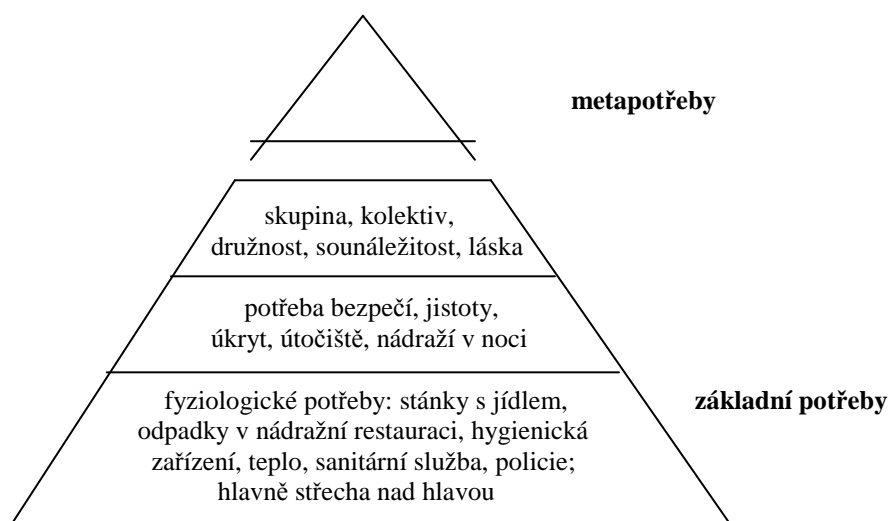 metapotřeby
skupina, kolektiv,
družnost, sounáležitost, láska
potřeba bezpečí, jistoty,
úkryt, útočiště, nádraží v noci
fyziologické potřeby: stánky s jídlem,
odpadky v nádražní restauraci, hygienická
zařízení, teplo, sanitární služba, policie;
hlavně střecha nad hlavou
základní potřeby